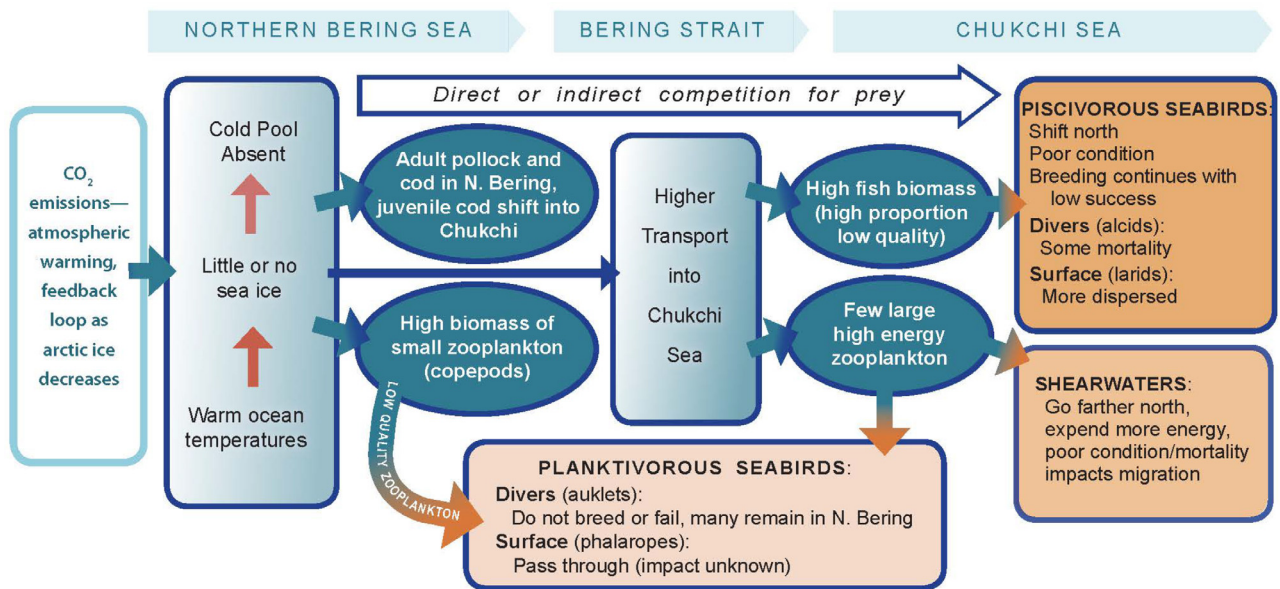 NORTHERN BERING SEA
BERING STRAIT
CHUKCHI SEA
CO₂
emissions—
atmospheric
warming,
feedback
loop as
arctic ice
decreases
Cold Pool
Absent
Little or no
sea ice
Warm ocean
temperatures
Direct or indirect competition for prey
Adult pollock and
cod in N. Bering,
juvenile cod shift into
Chukchi
High biomass of
small zooplankton
(copepods)
LOW QUALITY ZOOPLANKTON
Higher
Transport
into
Chukchi
Sea
High fish biomass
(high proportion
low quality)
Few large
high energy
zooplankton
PISCIVOROUS SEABIRDS:
Shift north
Poor condition
Breeding continues with
low success
Divers (alcids):
Some mortality
Surface (larids):
More dispersed
SHEARWATERS:
Go farther north,
expend more energy,
poor condition/mortality
impacts migration
PLANKTIVOROUS SEABIRDS:
Divers (auklets):
Do not breed or fail, many remain in N. Bering
Surface (phalaropes):
Pass through (impact unknown)